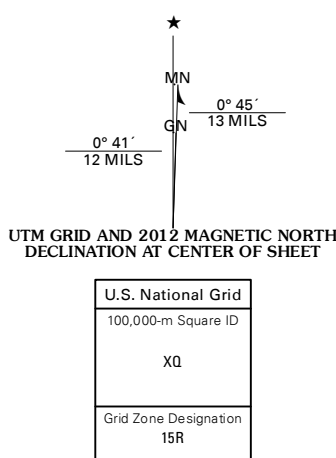 MN
0° 45´
13 MILS
GN
0° 41´
12 MILS
UTM GRID AND 2012 MAGNETIC NORTH
DECLINATION AT CENTER OF SHEET
U.S. National Grid
100,000-m Square ID
XQ
Grid Zone Designation
15R